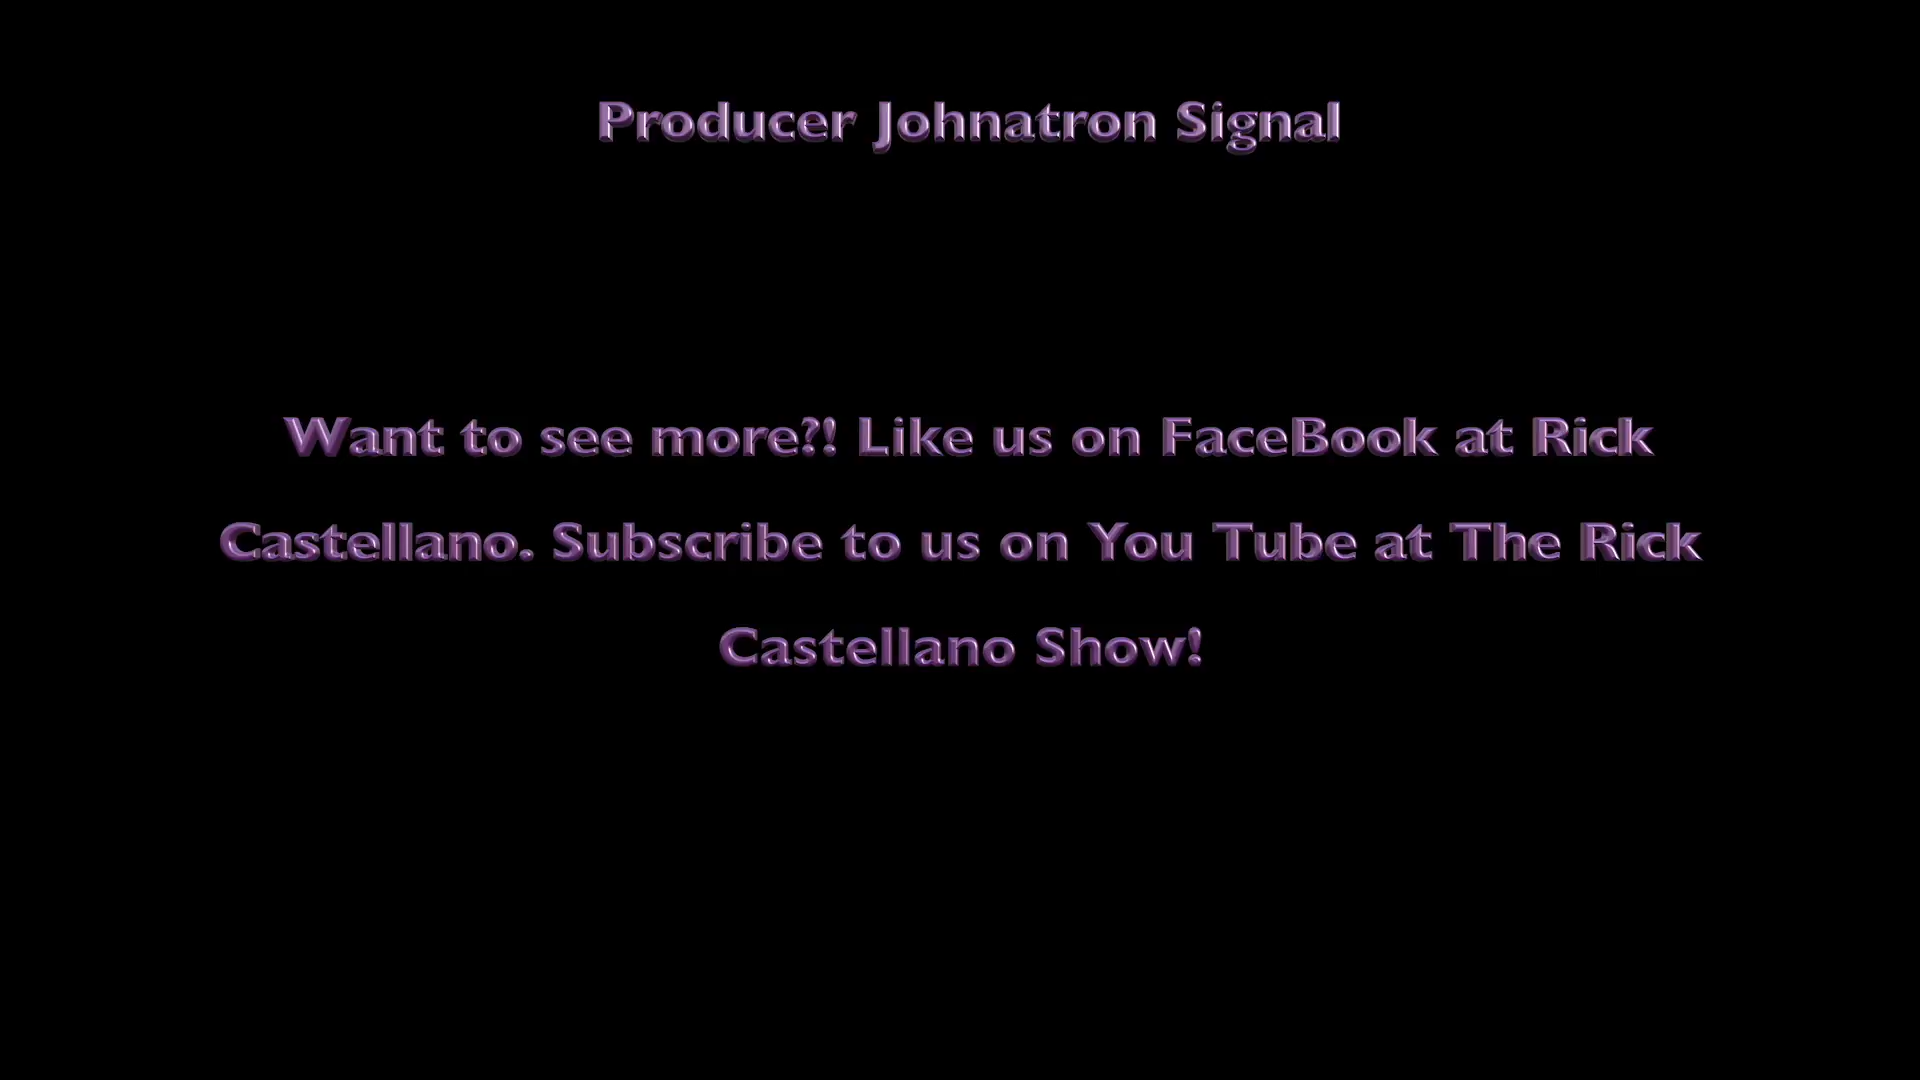 Producer Johnatron Signal
Want to see more?! Like us on FaceBook at Rick
Castellano. Subscribe to us on You Tube at The Rick
Castellano Show!